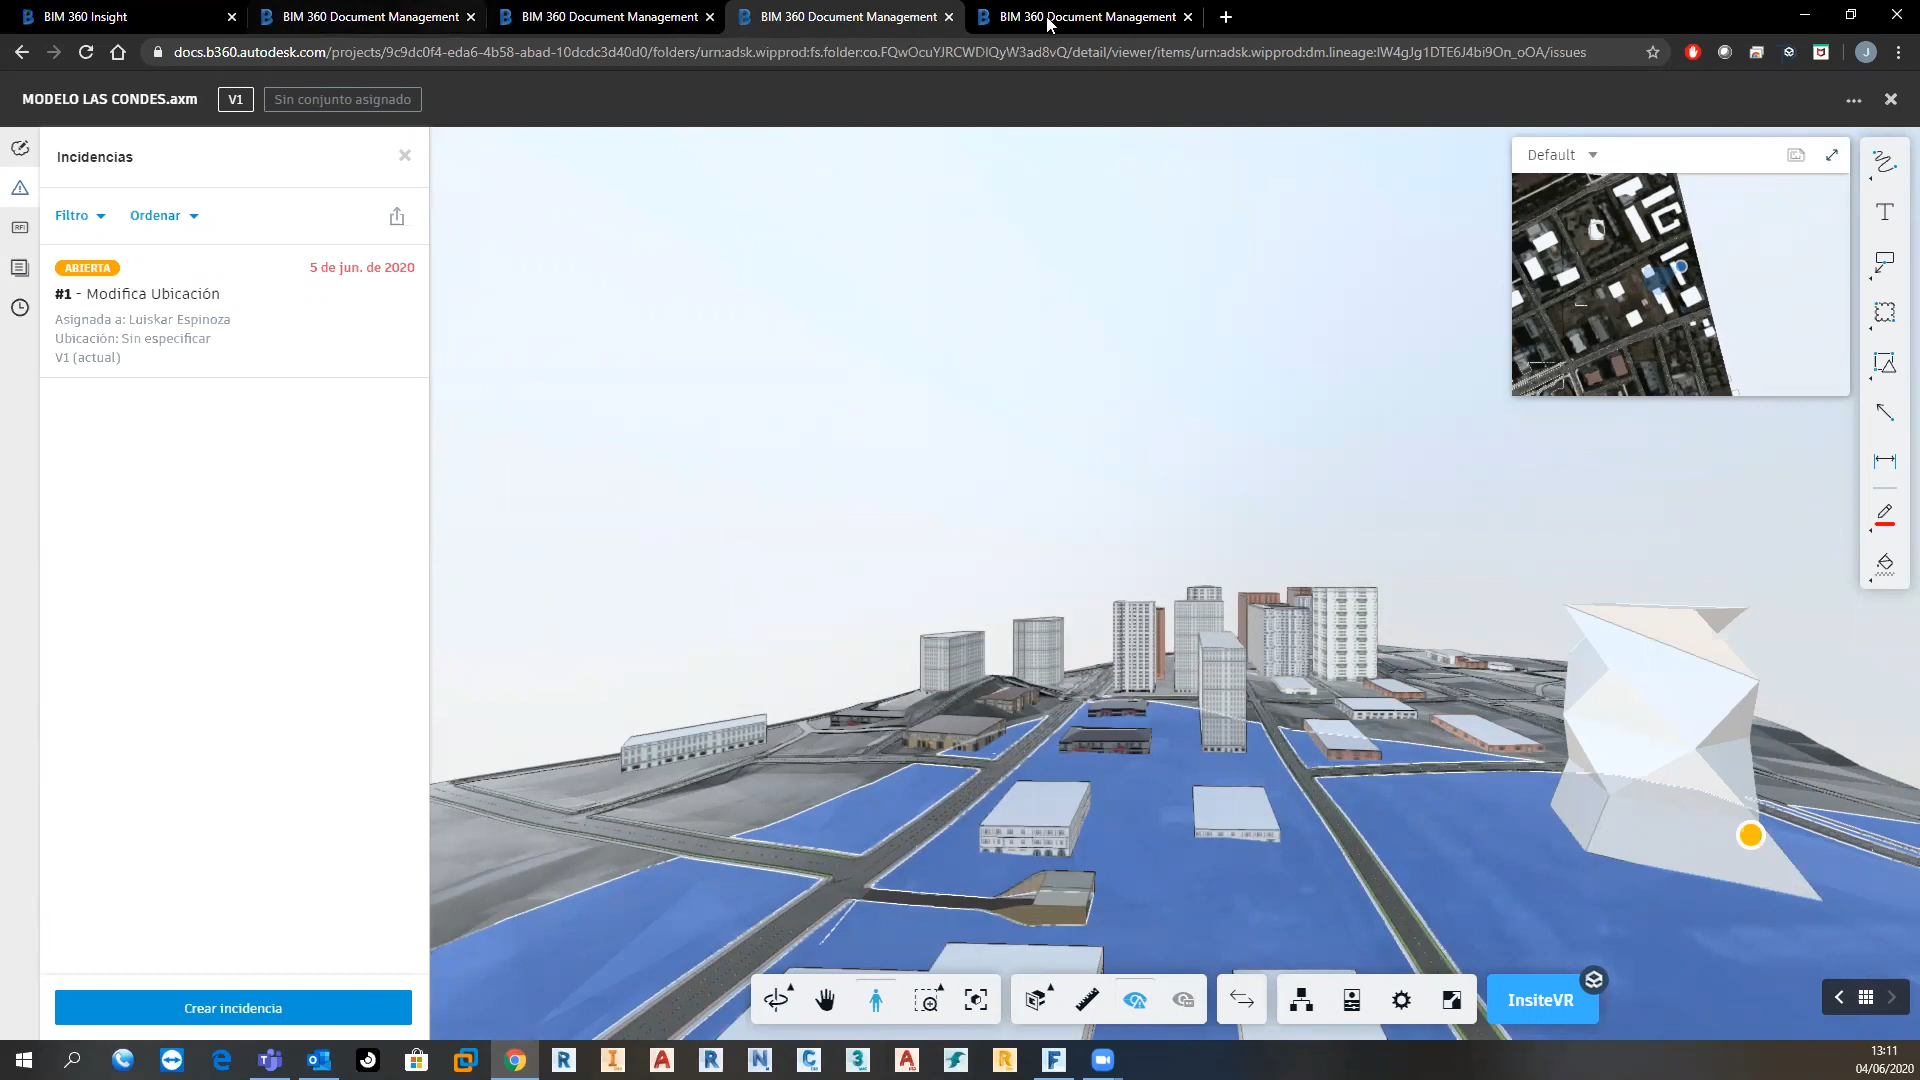 BIM 360 Insight
BIM 360 Document Management
BIM 360 Document Management
BIM 360 Document Management
BIM 360 Document Management
docs.b360.autodesk.com/projects/9c9dc0f4-eda6-4b58-abad-10dcdc3d40d0/folders/urn:adsk.wipprod:fs.folder:co.FQwOcuYJRCWDIQyW3ad8vQ/detail/viewer/items/urn:adsk.wipprod:dm.lineage:lW4gJg1DTE6J4bi9On_oOA/issues
J
MODELO LAS CONDES.axm
V1
Sin conjunto asignado
Incidencias
Default
RFI
Filtro
Ordenar
ABIERTA
5 de jun. de 2020
#1 - Modifica Ubicación
Asignada a: Luiskar Espinoza
Ubicación: Sin especificar
V1 (actual)
Crear incidencia
InsiteVR
13:11
04/06/2020